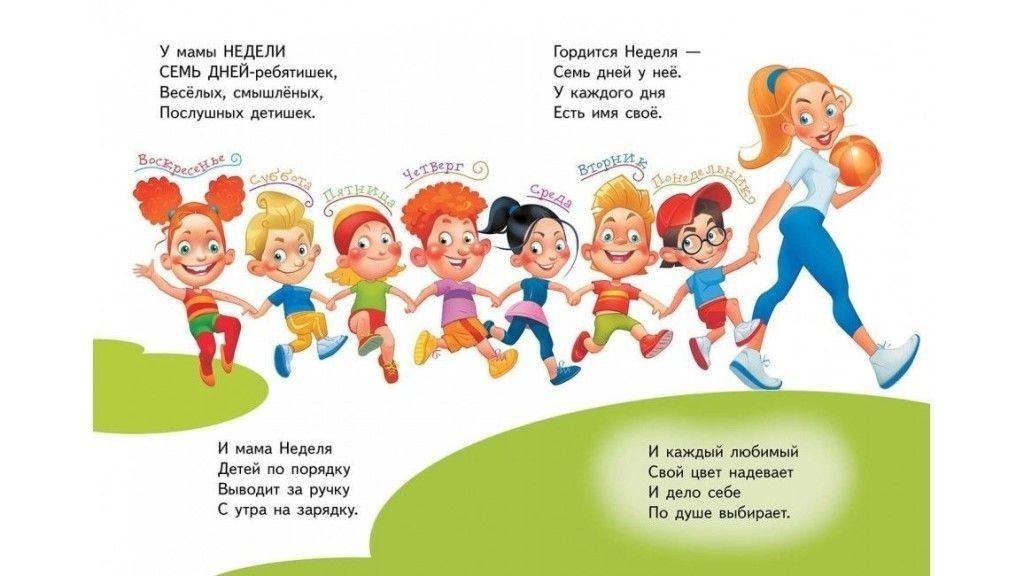 У мамы НЕДЕЛИ
СЕМЬ ДНЕЙ-ребятишек,
Весёлых, смышлёных,
Послушных детишек.
Гордится Неделя —
Семь дней у неё.
У каждого дня
Есть имя своё.
Воскресенье
Суббота
Пятница
Четверг
Среда
Вторник
Понедельник
И мама Неделя
Детей по порядку
Выводит за ручку
С утра на зарядку.
И каждый любимый
Свой цвет надевает
И дело себе
По душе выбирает.